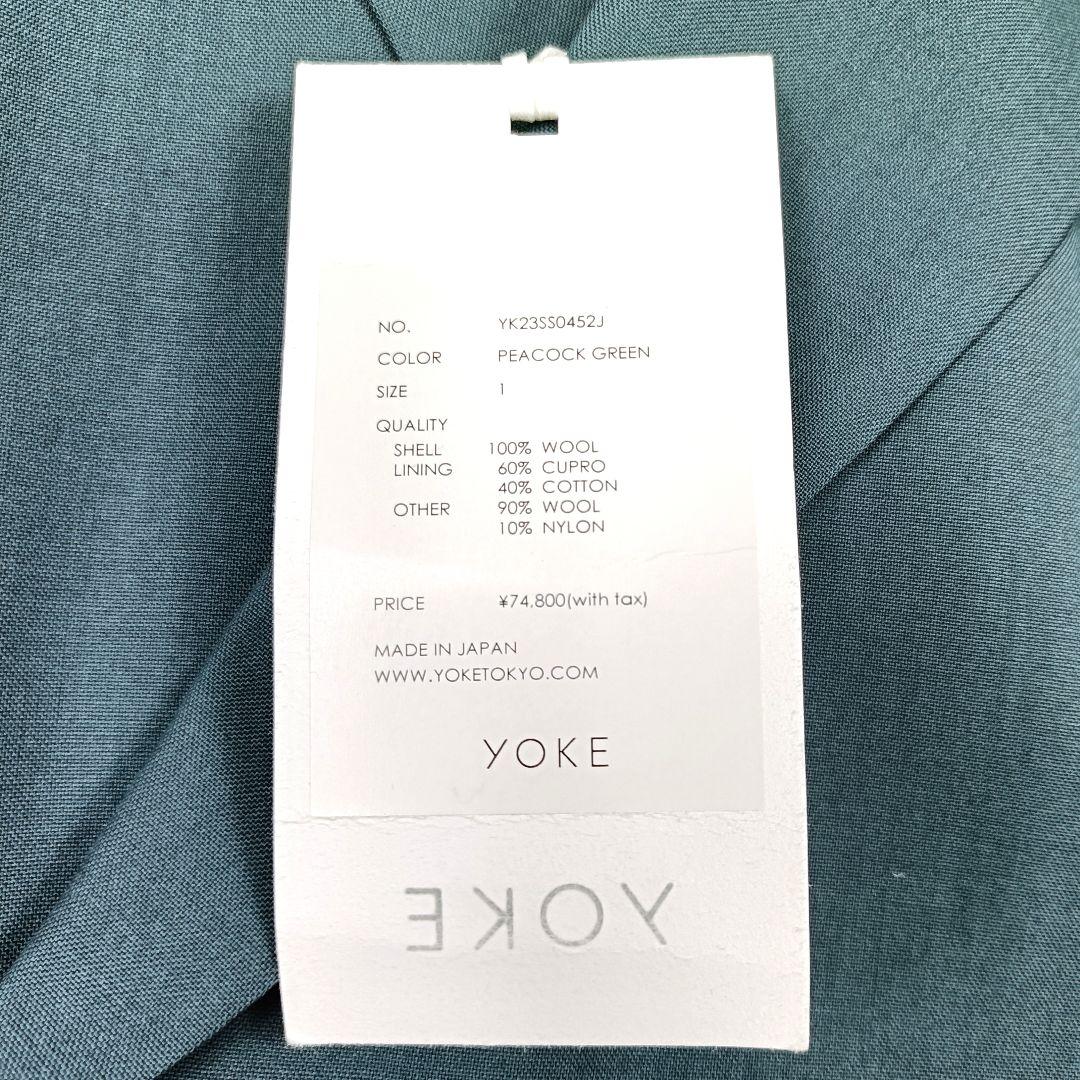 NO. YK23SS0452J
COLOR PEACOCK GREEN
SIZE 1
QUALITY
SHELL 100% WOOL
LINING 60% CUPRO
40% COTTON
OTHER 90% WOOL
10% NYLON
PRICE ¥74,800(with tax)
MADE IN JAPAN
WWW.YOKETOKYO.COM
YOKE
YOKE